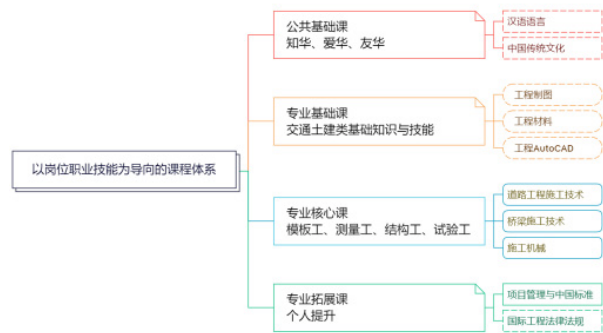 以岗位职业技能为导向的课程体系
公共基础课
知华、爱华、友华
汉语语言
中国传统文化
专业基础课
交通土建类基础知识与技能
工程制图
工程材料
工程AutoCAD
专业核心课
模板工、测量工、结构工、试验工
道路工程施工技术
桥梁施工技术
施工机械
专业拓展课
个人提升
项目管理与中国标准
国际工程法律法规